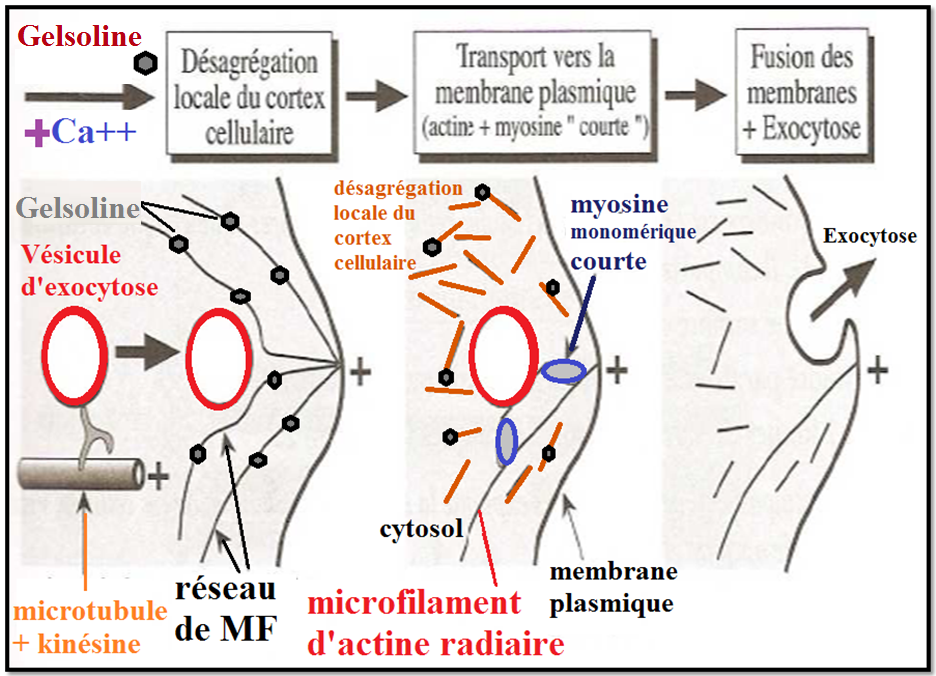 Gelsoline
+Ca++
Désagrégation
locale du cortex
cellulaire
Transport vers la
membrane plasmique
(actine + myosine " courte ")
Fusion des
membranes
+ Exocytose
Gelsoline
Vésicule
d'exocytose
+
+
microtubule
+ kinésine
réseau
de MF
désagrégation
locale du
cortex
cellulaire
myosine
monomérique
courte
+
cytosol
microfilament
d'actine radiaire
membrane
plasmique
Exocytose
+